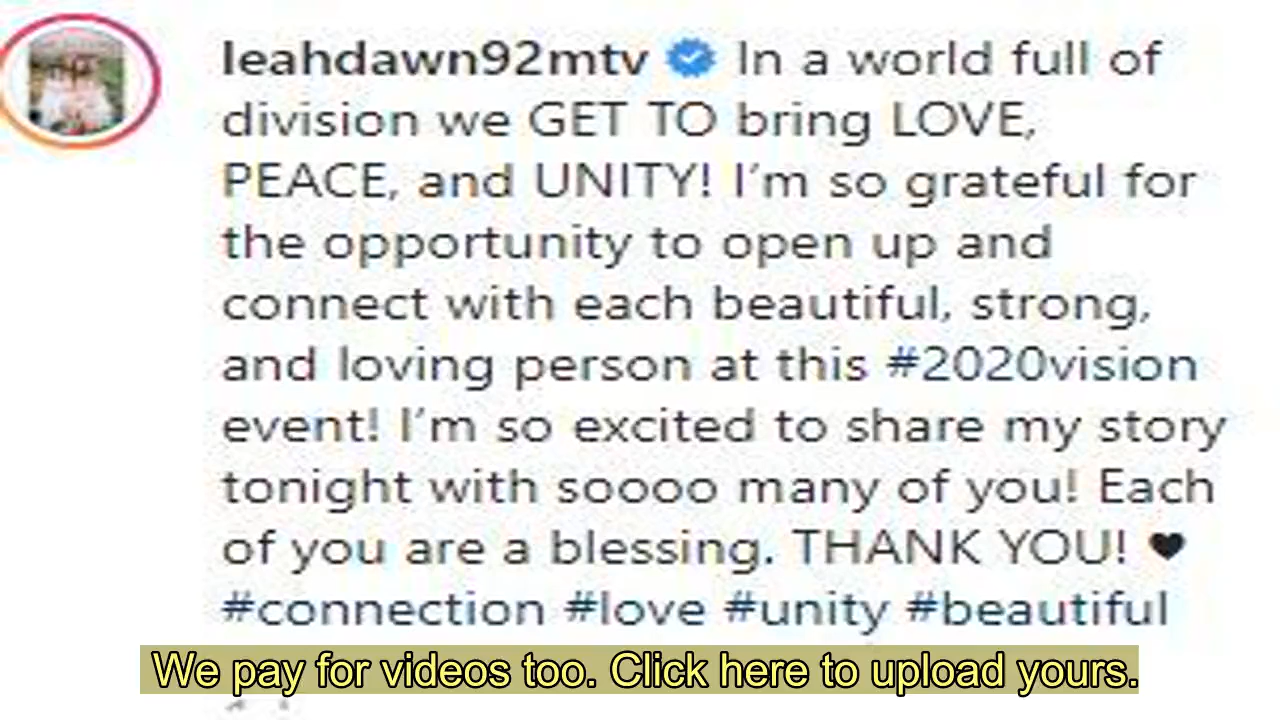 leahdawn92mtv In a world full of
division we GET TO bring LOVE,
PEACE, and UNITY! I'm so grateful for
the opportunity to open up and
connect with each beautiful, strong,
and loving person at this #2020vision
event! I'm so excited to share my story
tonight with soooo many of you! Each
of you are a blessing. THANK YOU! 🖤
#connection #love #unity #beautiful
We pay for videos too. Click here to upload yours.